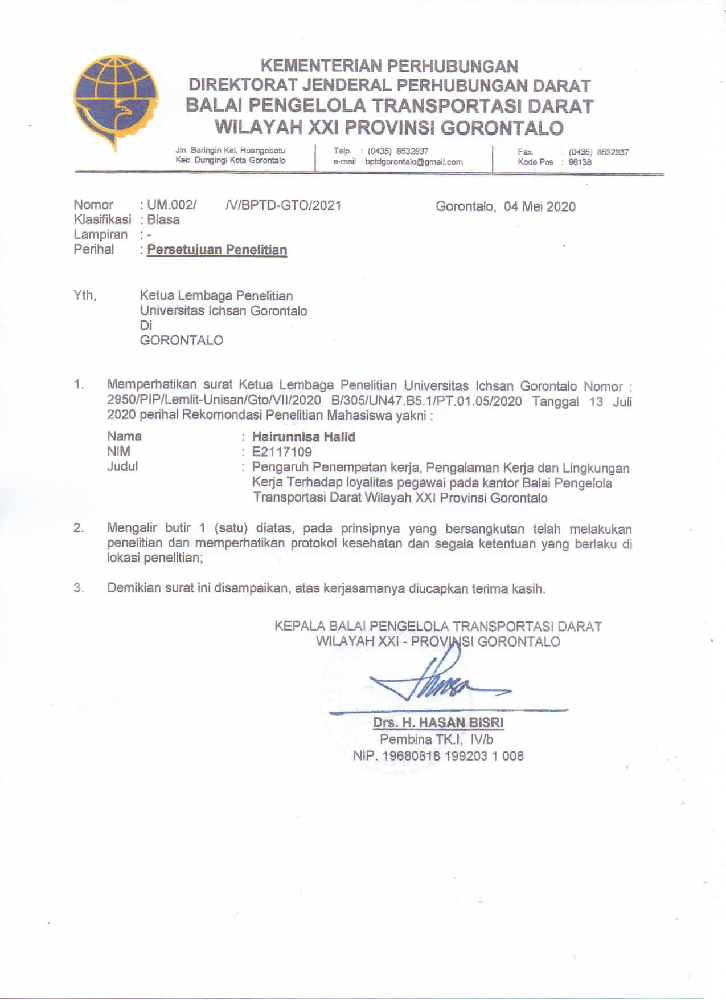 KEMENTERIAN PERHUBUNGAN
DIREKTORAT JENDERAL PERHUBUNGAN DARAT
BALAI PENGELOLA TRANSPORTASI DARAT
WILAYAH XXI PROVINSI GORONTALO
Jln. Beringin Kel. Huangobotu
Kec. Dungingi Kota Gorontalo
Telp. : (0435) 8532837
e-mail : bptdgorontalo@gmail.com
Fax. : (0435) 8532837
Kode Pos : 96138
Nomor : UM.002/ /V/BPTD-GTO/2021 Gorontalo, 04 Mei 2020
Klasifikasi : Biasa
Lampiran : -
Perihal : Persetujuan Penelitian
Yth, Ketua Lembaga Penelitian
Universitas Ichsan Gorontalo
Di
GORONTALO
1. Memperhatikan surat Ketua Lembaga Penelitian Universitas Ichsan Gorontalo Nomor :
2950/PIP/Lemlit-Unisan/Gto/VII/2020 B/305/UN47.B5.1/PT.01.05/2020 Tanggal 13 Juli
2020 perihal Rekomondasi Penelitian Mahasiswa yakni :
Nama : Hairunnisa Halid
NIM : E2117109
Judul : Pengaruh Penempatan kerja, Pengalaman Kerja dan Lingkungan
Kerja Terhadap loyalitas pegawai pada kantor Balai Pengelola
Transportasi Darat Wilayah XXI Provinsi Gorontalo
2. Mengalir butir 1 (satu) diatas, pada prinsipnya yang bersangkutan telah melakukan
penelitian dan memperhatikan protokol kesehatan dan segala ketentuan yang berlaku di
lokasi penelitian;
3. Demikian surat ini disampaikan, atas kerjasamanya diucapkan terima kasih.
KEPALA BALAI PENGELOLA TRANSPORTASI DARAT
WILAYAH XXI - PROVINSI GORONTALO
Drs. H. HASAN BISRI
Pembina TK.I, IV/b
NIP. 19680818 199203 1 008